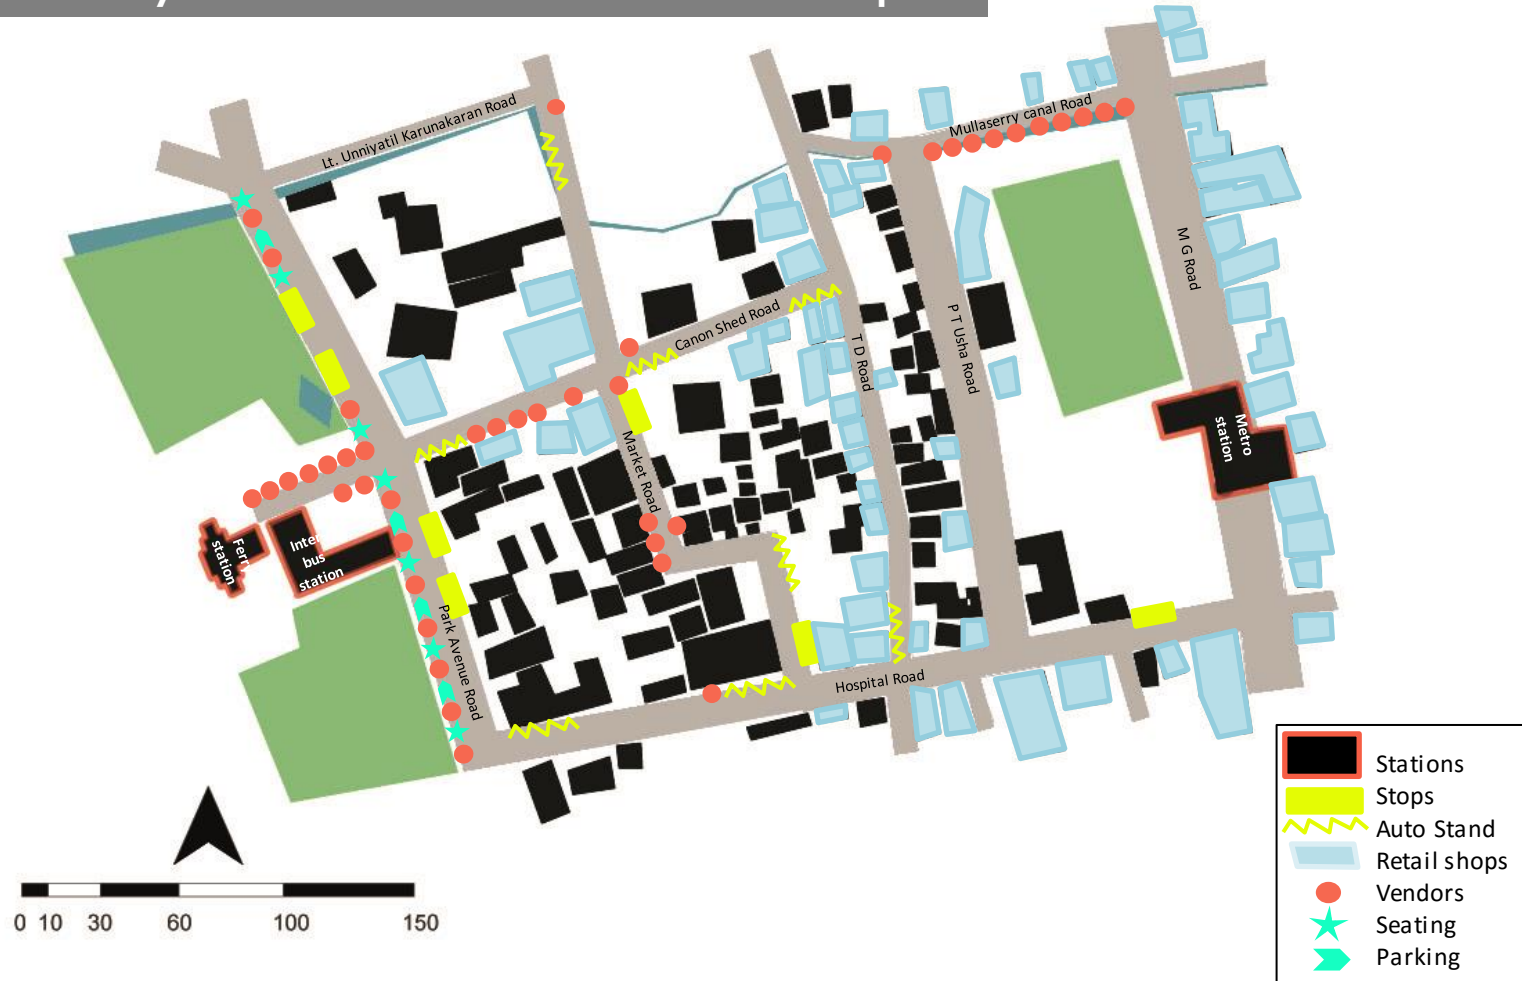 Lt. Unniyatil Karunakaran Road
Mullaserry canal Road
M G Road
Canon Shed Road
T D Road
P T Usha Road
Metro
station
Market Road
Inter
bus
station
station
Park Avenue Road
Hospital Road
Stations
Stops
Auto Stand
Retail shops
Vendors
Seating
Parking
0 10 30 60 100 150